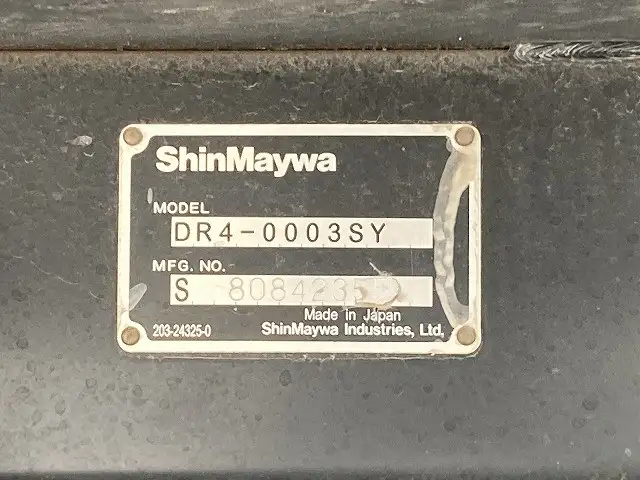 ShinMaywa
MODEL
DR4-0003SY
MFG. NO.
S
Made in Japan
203-24325-0
ShinMaywa Industries, Ltd,